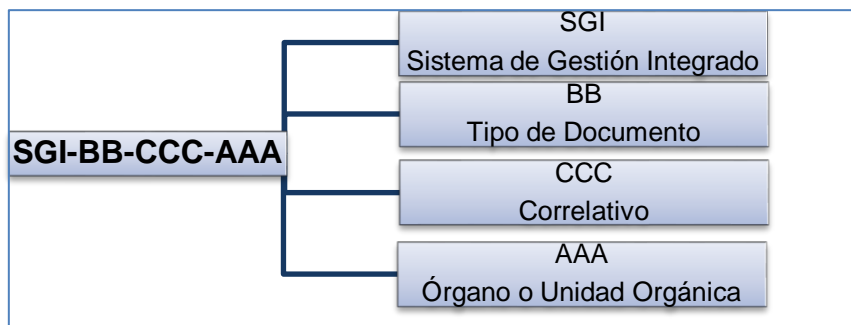 SGI-BB-CCC-AAA
SGI
Sistema de Gestión Integrado
BB
Tipo de Documento
CCC
Correlativo
AAA
Órgano o Unidad Orgánica